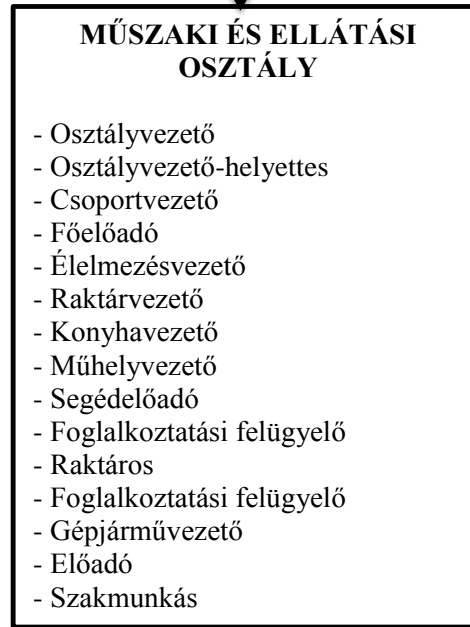 MŰSZAKI ÉS ELLÁTÁSI
OSZTÁLY
- Osztályvezető
- Osztályvezető-helyettes
- Csoportvezető
- Főelőadó
- Élelmezésvezető
- Raktárvezető
- Konyhavezető
- Műhelyvezető
- Segédelőadó
- Foglalkoztatási felügyelő
- Raktáros
- Foglalkoztatási felügyelő
- Gépjárművezető
- Előadó
- Szakmunkás